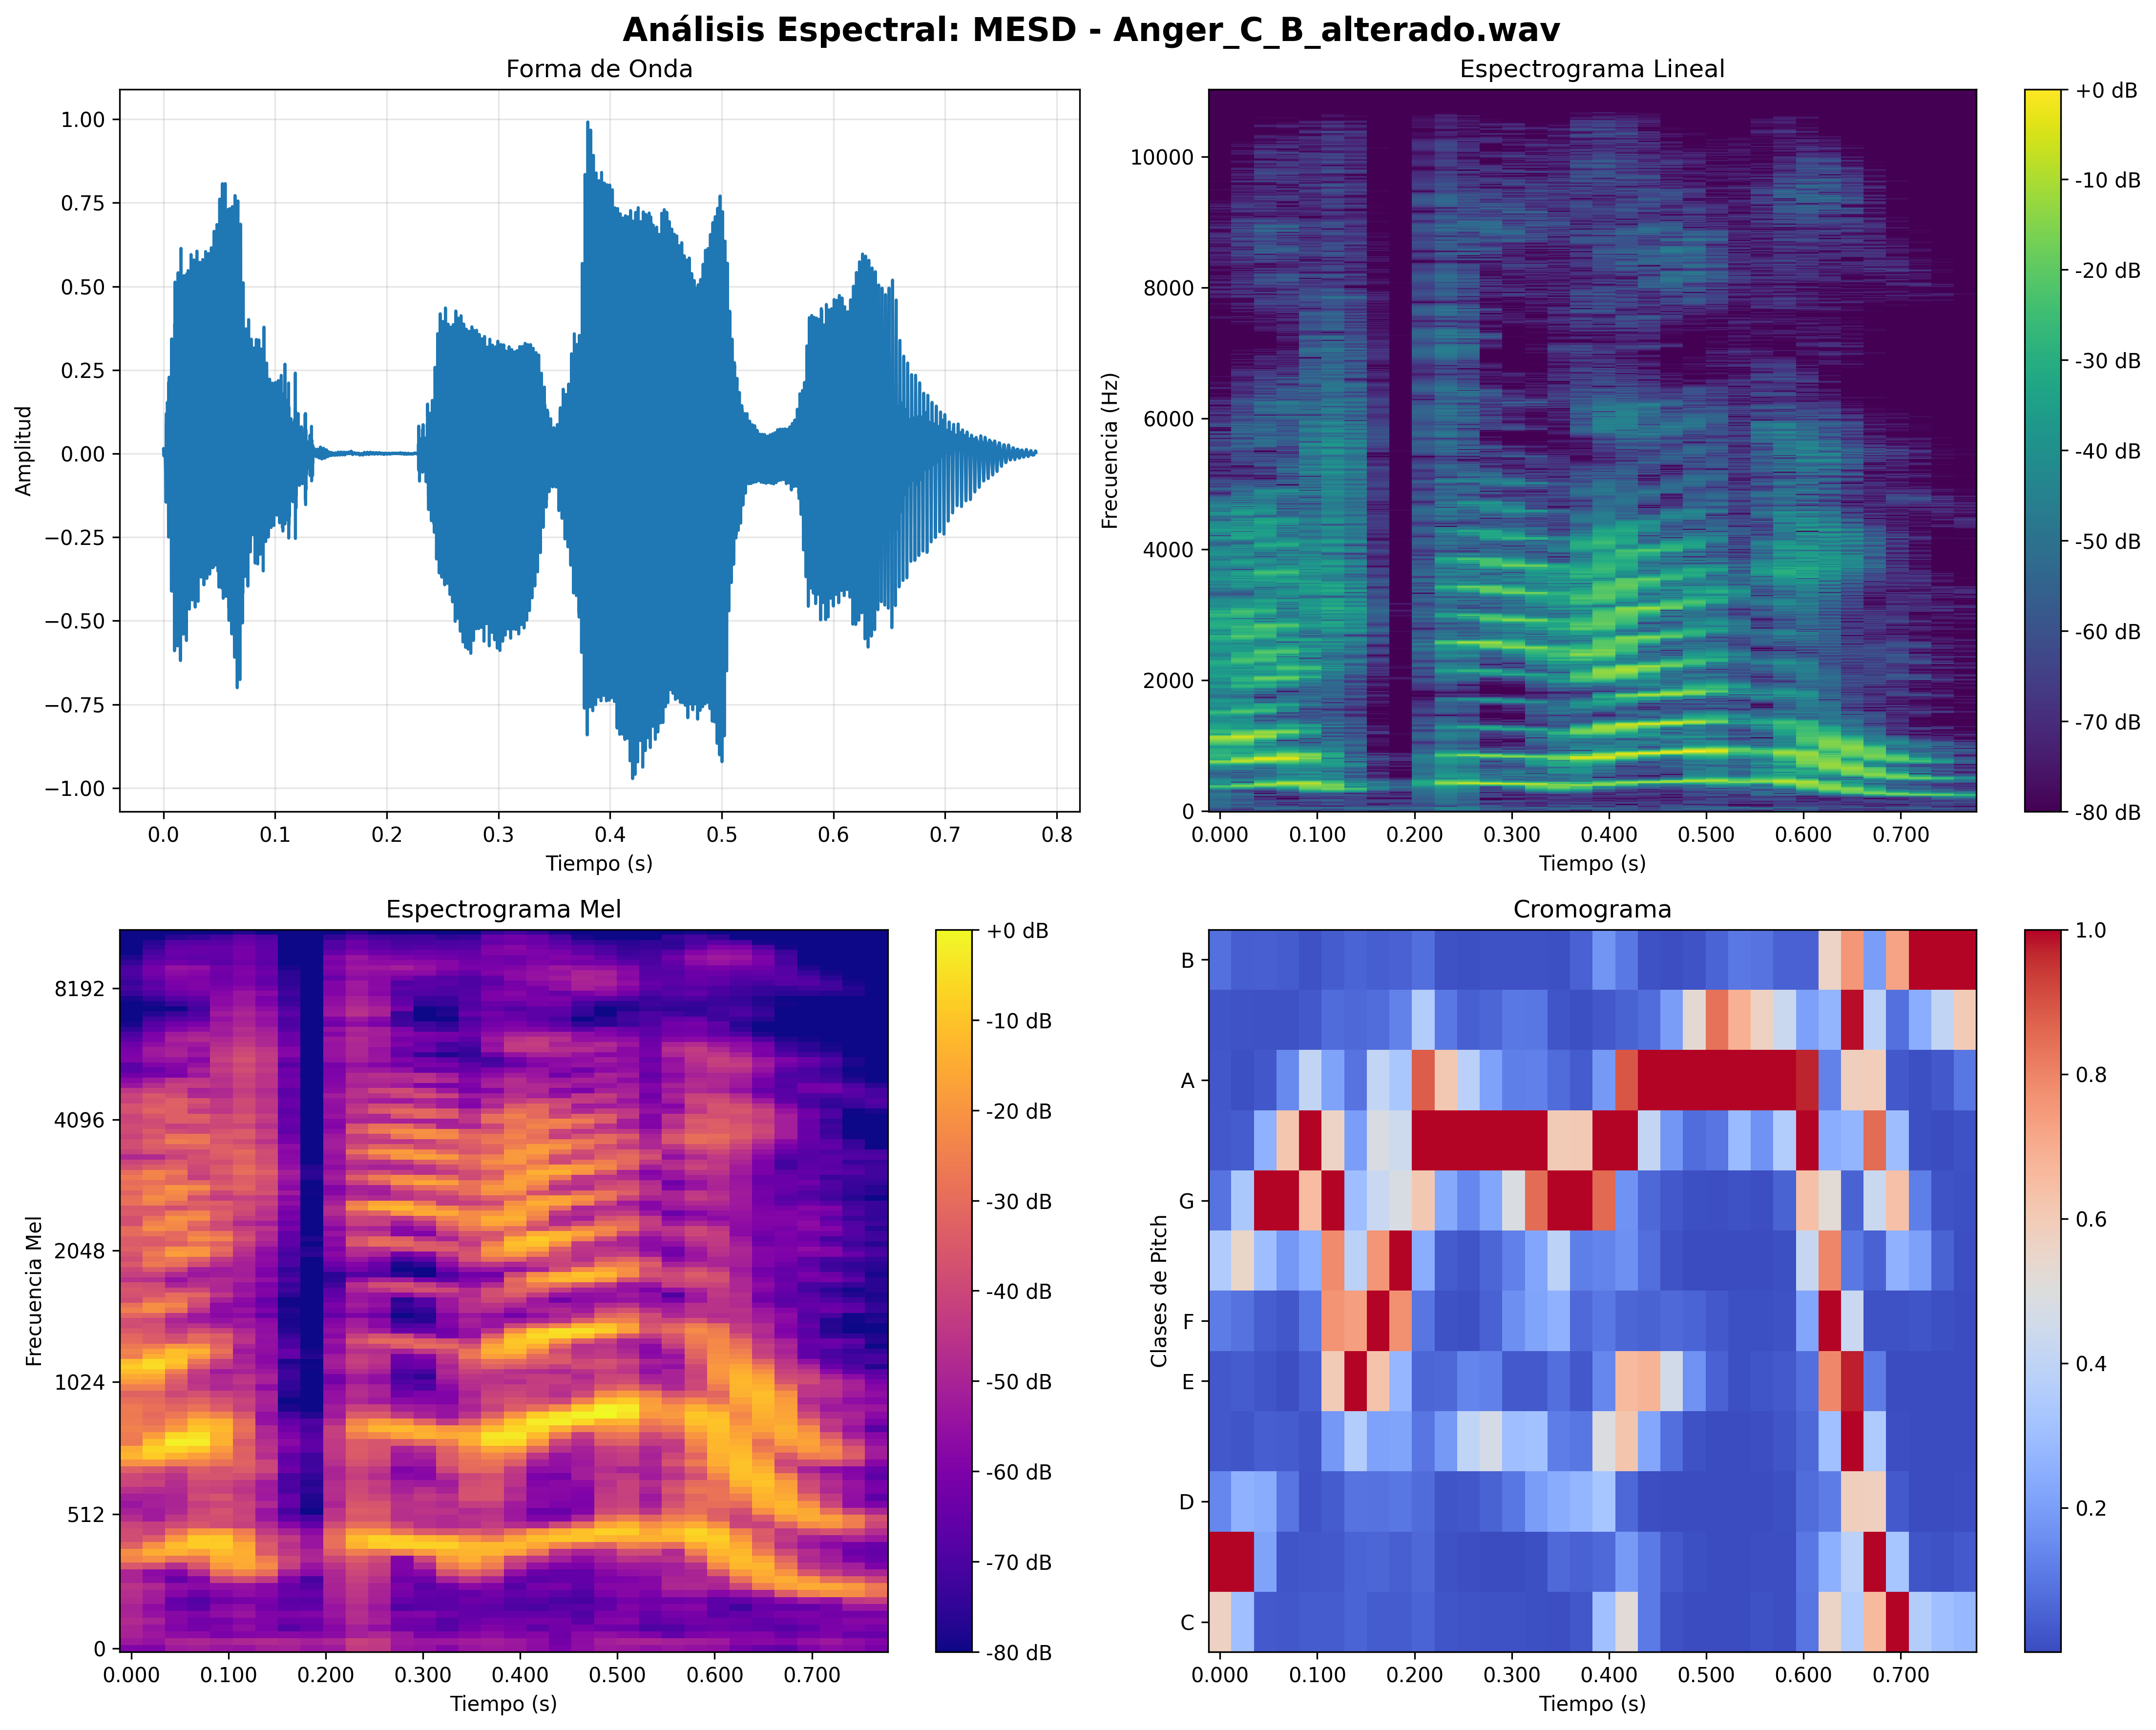 Análisis Espectral: MESD - Anger_C_B_alterado.wav
Forma de Onda
1.00
0.75
0.50
0.25
0.00
−0.25
−0.50
−0.75
−1.00
Amplitud
0.0 0.1 0.2 0.3 0.4 0.5 0.6 0.7 0.8
Tiempo (s)
Espectrograma Lineal
10000
8000
6000
4000
2000
0
Frecuencia (Hz)
0.000 0.100 0.200 0.300 0.400 0.500 0.600 0.700
Tiempo (s)
+0 dB
-10 dB
-20 dB
-30 dB
-40 dB
-50 dB
-60 dB
-70 dB
-80 dB
Espectrograma Mel
8192
4096
2048
1024
512
0
Frecuencia Mel
0.000 0.100 0.200 0.300 0.400 0.500 0.600 0.700
Tiempo (s)
+0 dB
-10 dB
-20 dB
-30 dB
-40 dB
-50 dB
-60 dB
-70 dB
-80 dB
Cromograma
B
A
G
F
E
D
C
Clases de Pitch
0.000 0.100 0.200 0.300 0.400 0.500 0.600 0.700
Tiempo (s)
1.0
0.8
0.6
0.4
0.2